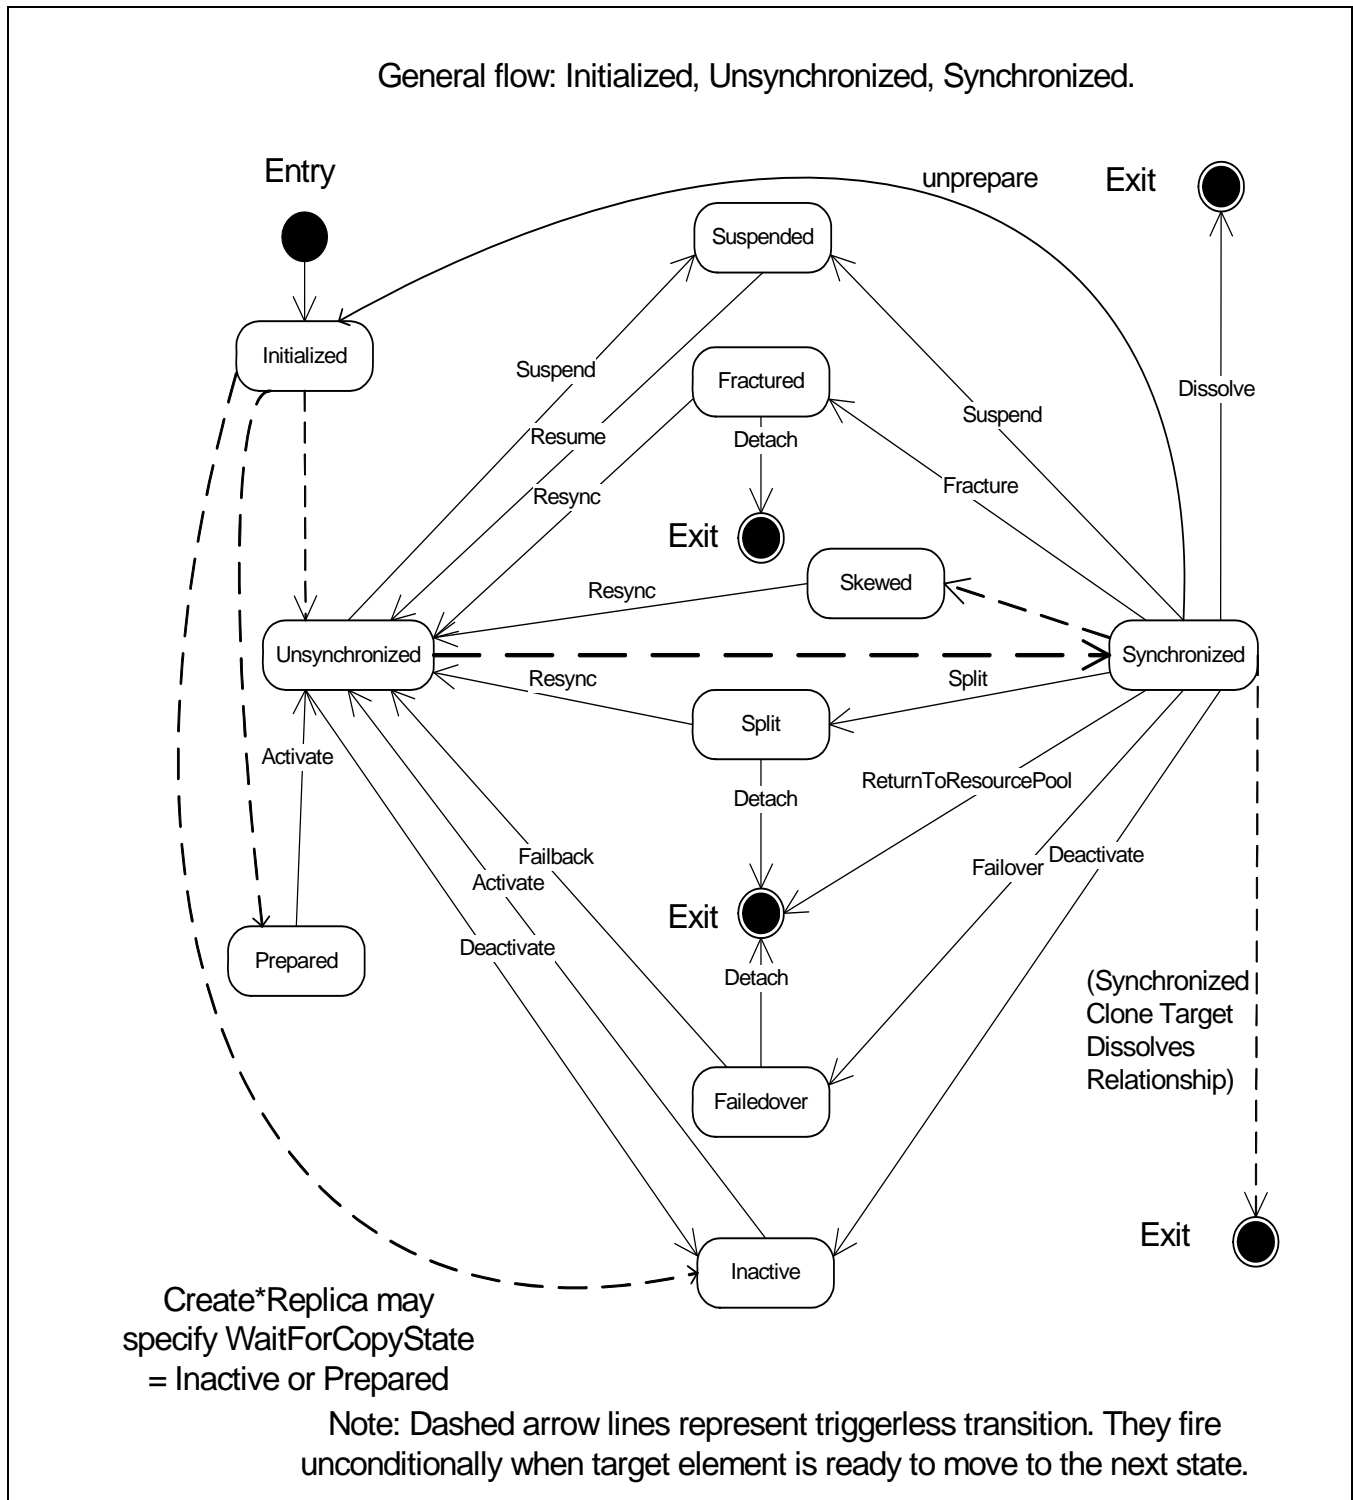 General flow: Initialized, Unsynchronized, Synchronized.
Entry
unprepare
Exit
Suspended
Initialized
Suspend
Fractured
Dissolve
Suspend
Resume
Detach
Fracture
Resync
Exit
Skewed
Resync
Unsynchronized
Synchronized
Resync
Split
Split
Activate
ReturnToResourcePool
Detach
Failback
Deactivate
Failover
Activate
Exit
Deactivate
Prepared
Detach
(Synchronized
Clone Target
Dissolves
Relationship)
Failedover
Exit
Inactive
Create*Replica may
specify WaitForCopyState
= Inactive or Prepared
Note: Dashed arrow lines represent triggerless transition. They fire
unconditionally when target element is ready to move to the next state.